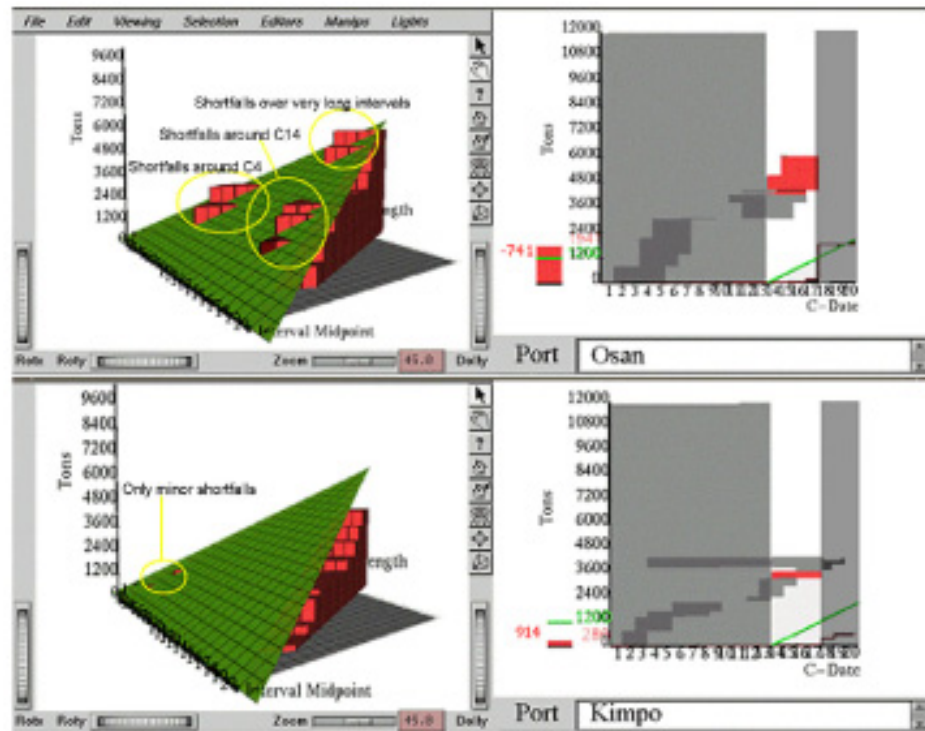 File Edit Viewing Selection Editors Manips Lights
9600
8400
7200
6000
4800
3600
2400
1200
Tons
Shortfalls over very long intervals
Shortfalls around C14
Shortfalls around C4
ength
Interval Midpoint
Rotx Roty Zoom 45.0 Dolly
12000
10800
9600
8400
7200
6000
4800
3600
2400
1200
0
Tons
-741
1200
C-Date
Port Osan
9600
8400
7200
6000
4800
3600
2400
1200
Tons
Only minor shortfalls
ength
Interval Midpoint
Rotx Roty Zoom 45.0 Dolly
12000
10800
9600
8400
7200
6000
4800
3600
2400
1200
0
Tons
914
1200
C-Date
Port Kimpo